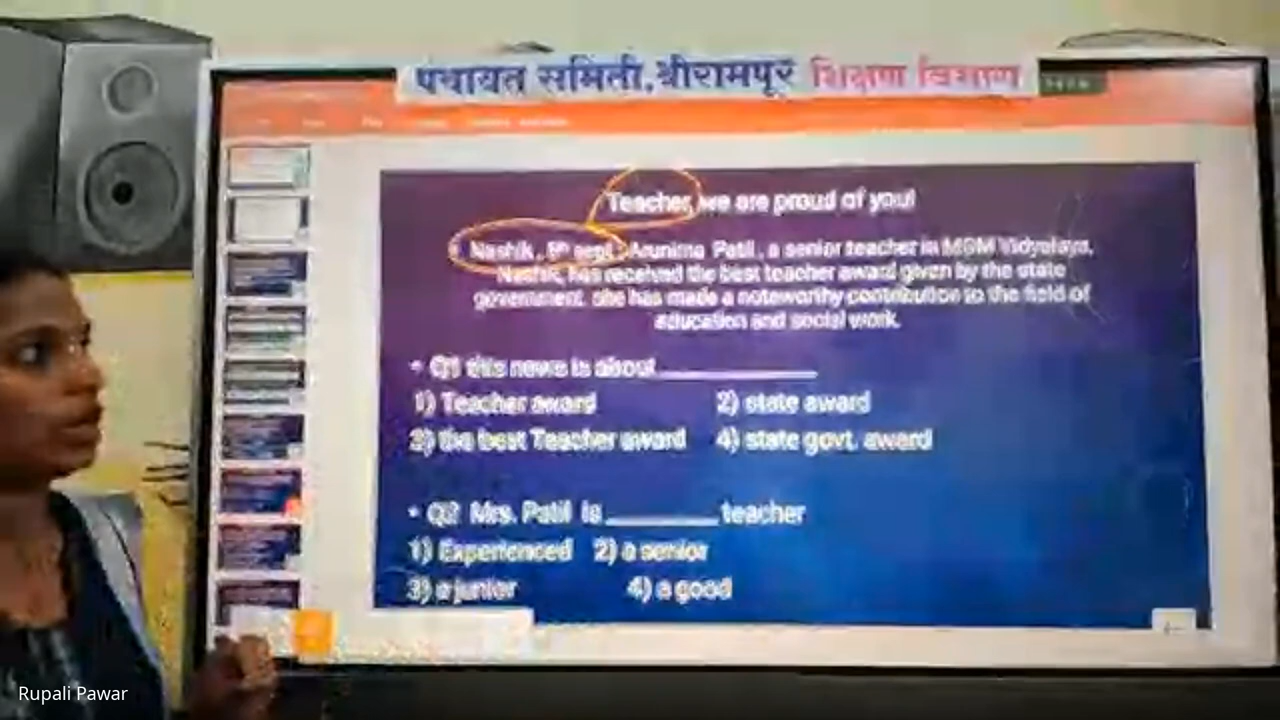 पंचायत समिती,श्रीरामपूर शिक्षण विभाग
Teacher, we are proud of you!
Nashik, 5th sept : Arunima Patil, a senior teacher in MGM Vidyalaya,
Nashik, has received the best teacher award given by the state
government. she has made a noteworthy contribution to the field of
education and social work.
• Q1 this news is about
1) Teacher award 2) state award
3) the best Teacher award 4) state govt. award
• Q2 Mrs. Patil is ________ teacher
1) Experienced 2) a senior
3) a junior 4) a good
Rupali Pawar